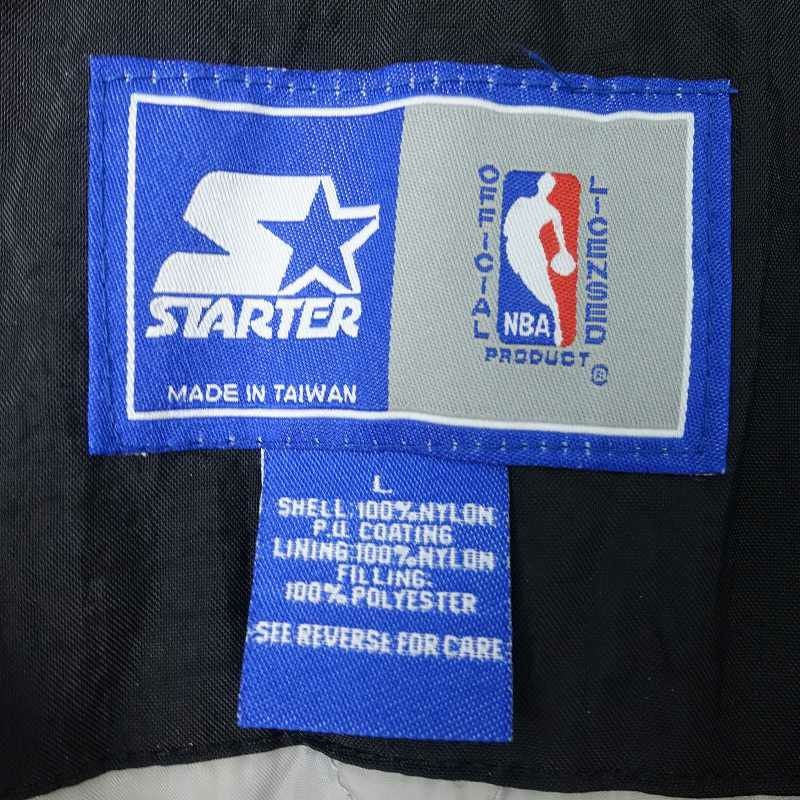 STARTER
MADE IN TAIWAN
OFFICIAL
LICENSED
NBA
PRODUCT ®
L
SHELL:100%NYLON
P.U. COATING
LINING:100%NYLON
FILLING:
100% POLYESTER
SEE REVERSE FOR CARE